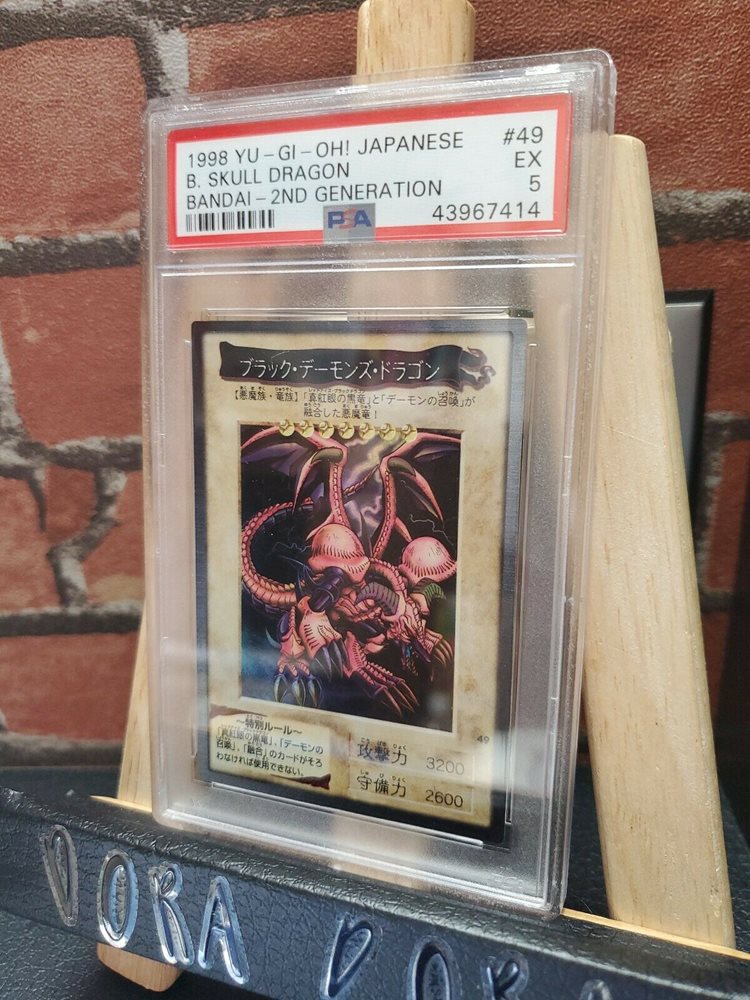 1998 YU-GI-OH! JAPANESE #49
B. SKULL DRAGON EX
BANDAI-2ND GENERATION 5
PSA 43967414
ブラック・デーモンズ・ドラゴン
【悪魔族・竜族】「真紅眼の黒竜」と「デーモンの召喚」が
融合した悪魔竜！
49
〜特別ルール〜
「真紅眼の黒竜」、「デーモンの
召喚」、「融合」のカードがそろ
わなければ使用できない。
攻撃力 3200
守備力 2600
DORA DORA